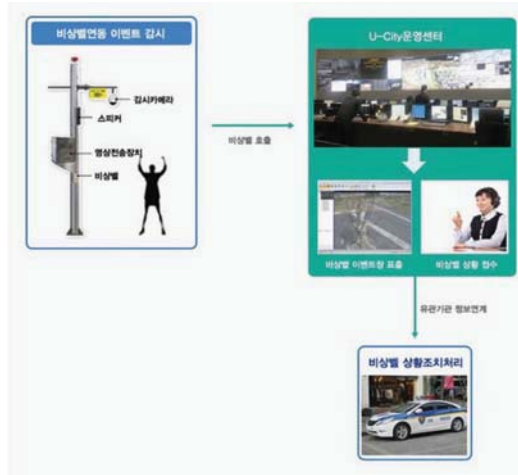 비상벨연동 이벤트 감시
감시카메라
스피커
영상전송장치
비상벨
비상벨 호출
U-City운영센터
비상벨 이벤트창 표출
비상벨 상황 접수
유관기관 정보연계
비상벨 상황조치처리